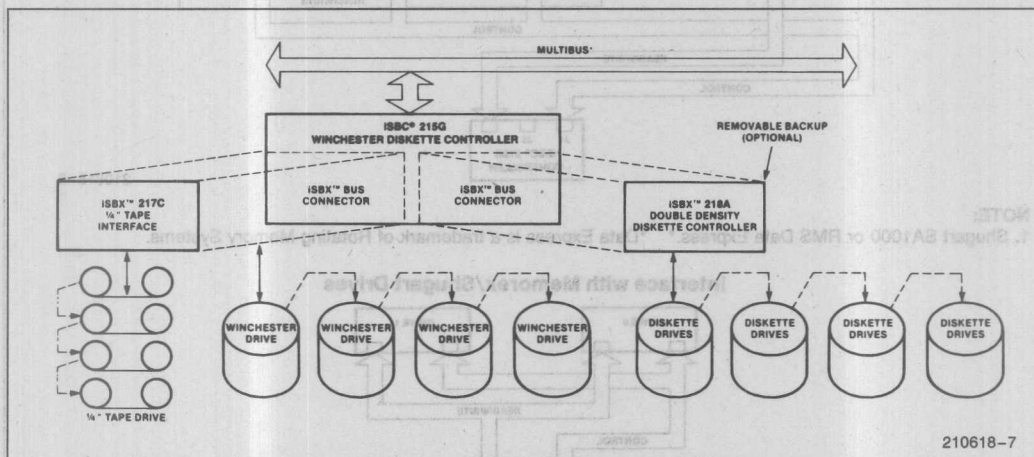 MULTIBUS*
iSBC® 215G
WINCHESTER DISKETTE CONTROLLER
REMOVABLE BACKUP
(OPTIONAL)
iSBX™ 217C
¼" TAPE
INTERFACE
iSBX™ BUS
CONNECTOR
iSBX™ BUS
CONNECTOR
iSBX™ 218A
DOUBLE DENSITY
DISKETTE CONTROLLER
NOTE:
1. Shugart SA1000 or RMS Data Express. *Data Express is a trademark of Rotating Memory Systems.
Interface with Memorex/Shugart Drives
WINCHESTER
DRIVE
WINCHESTER
DRIVE
WINCHESTER
DRIVE
WINCHESTER
DRIVE
DISKETTE
DRIVES
DISKETTE
DRIVES
DISKETTE
DRIVES
DISKETTE
DRIVES
¼" TAPE DRIVE
CONTROL
CONTROL
CONTROL
210618–7